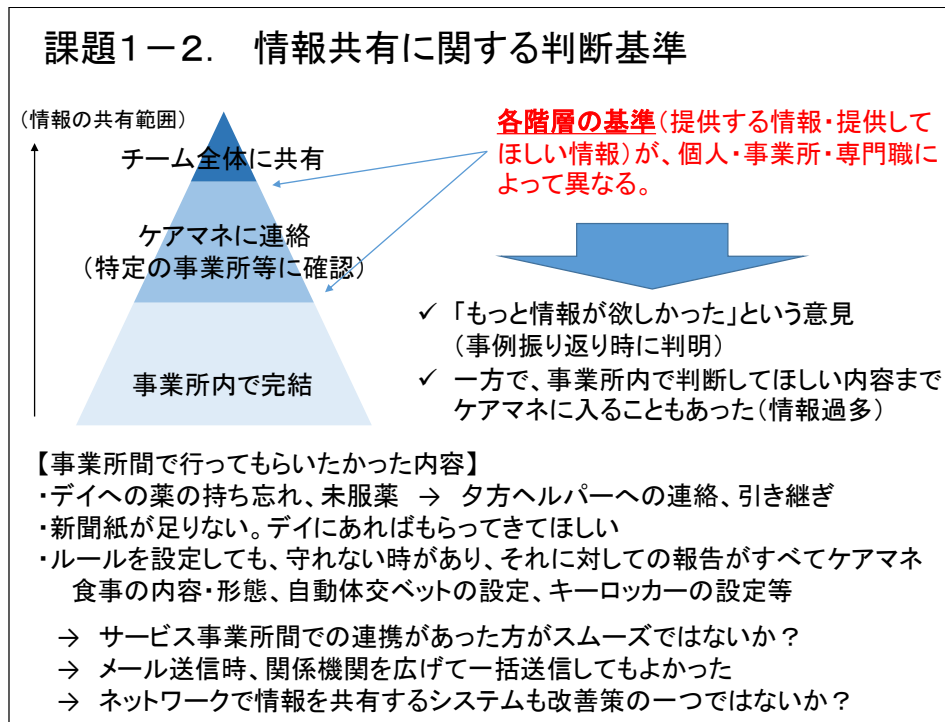 課題1-2. 情報共有に関する判断基準
(情報の共有範囲)
チーム全体に共有
ケアマネに連絡
(特定の事業所等に確認)
事業所内で完結
各階層の基準(提供する情報・提供して
ほしい情報)が、個人・事業所・専門職に
よって異なる。
✓ 「もっと情報が欲しかった」という意見
(事例振り返り時に判明)
✓ 一方で、事業所内で判断してほしい内容まで
ケアマネに入ることもあった(情報過多)
【事業所間で行ってもらいたかった内容】
・デイへの薬の持ち忘れ、未服薬 → 夕方ヘルパーへの連絡、引き継ぎ
・新聞紙が足りない。デイにあればもらってきてほしい
・ルールを設定しても、守れない時があり、それに対しての報告がすべてケアマネ
食事の内容・形態、自動体交ベットの設定、キーロッカーの設定等
→ サービス事業所間での連携があった方がスムーズではないか?
→ メール送信時、関係機関を広げて一括送信してもよかった
→ ネットワークで情報を共有するシステムも改善策の一つではないか?